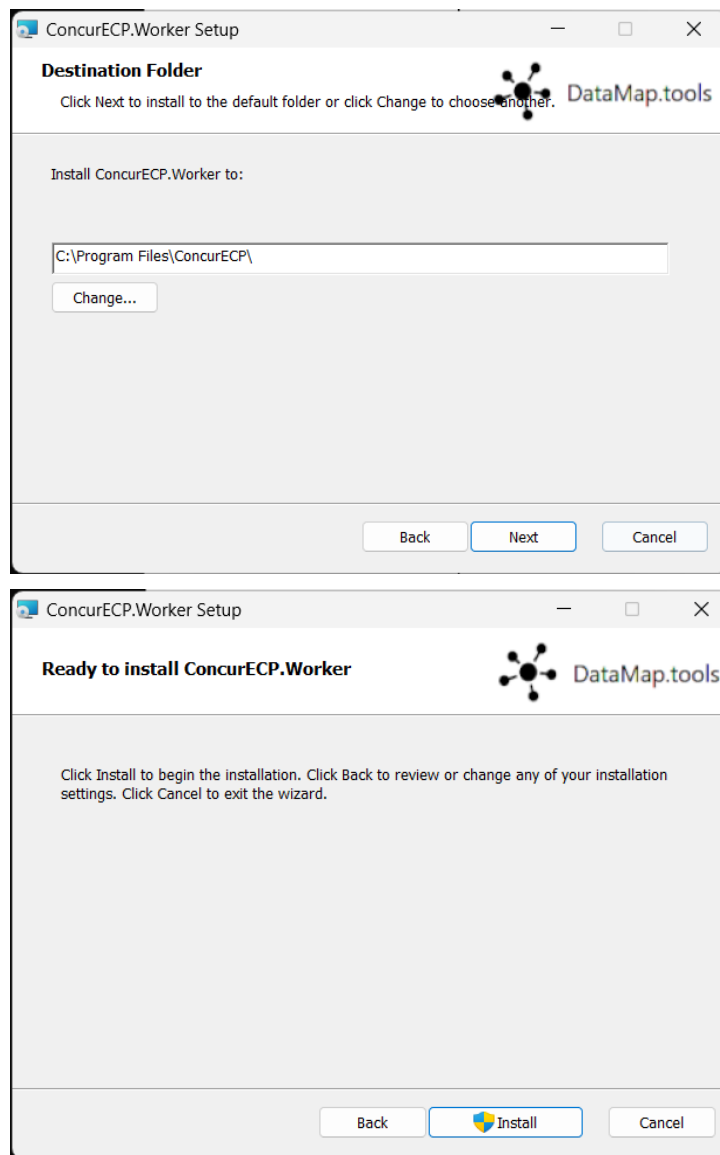 ConcurECP.Worker Setup
Destination Folder
Click Next to install to the default folder or click Change to choose another.
DataMap.tools
Install ConcurECP.Worker to:
C:\Program Files\ConcurECP\
Change...
Back Next Cancel
ConcurECP.Worker Setup
Ready to install ConcurECP.Worker
DataMap.tools
Click Install to begin the installation. Click Back to review or change any of your installation
settings. Click Cancel to exit the wizard.
Back Install Cancel